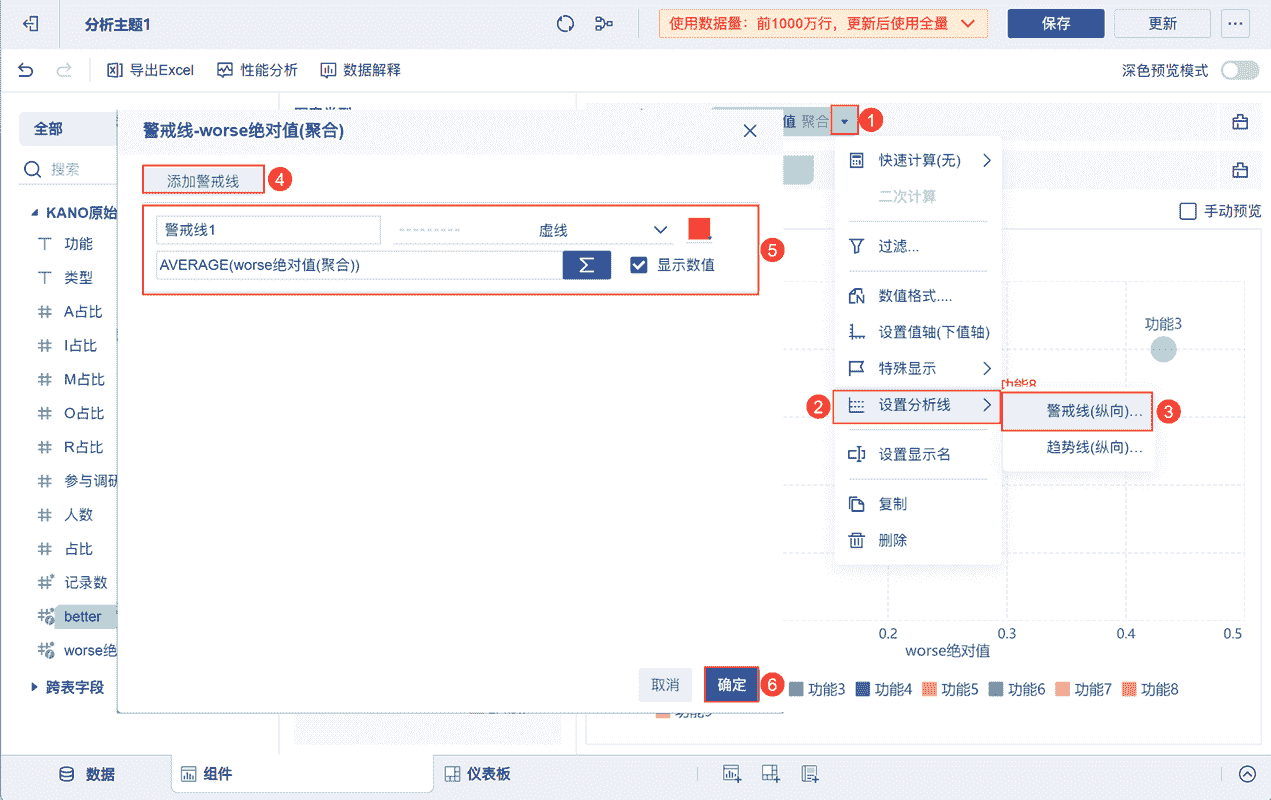 分析主题1
使用数据量：前1000万行，更新后使用全量
保存
更新
导出Excel
性能分析
数据解释
深色预览模式
全部
搜索
KANO原始
功能
类型
A占比
I占比
M占比
O占比
R占比
参与调研
人数
占比
记录数
better
worse绝
跨表字段
警戒线-worse绝对值(聚合)
添加警戒线
4
警戒线1
虚线
AVERAGE(worse绝对值(聚合))
Σ
显示数值
5
取消
确定
6
值 聚合
1
快速计算(无)
二次计算
过滤...
数值格式....
设置值轴(下值轴)
特殊显示
2
设置分析线
设置显示名
复制
删除
警戒线(纵向)...
3
趋势线(纵向)...
手动预览
功能3
功能8
0.2
0.3
0.4
0.5
worse绝对值
功能3
功能4
功能5
功能6
功能7
功能8
数据
组件
仪表板